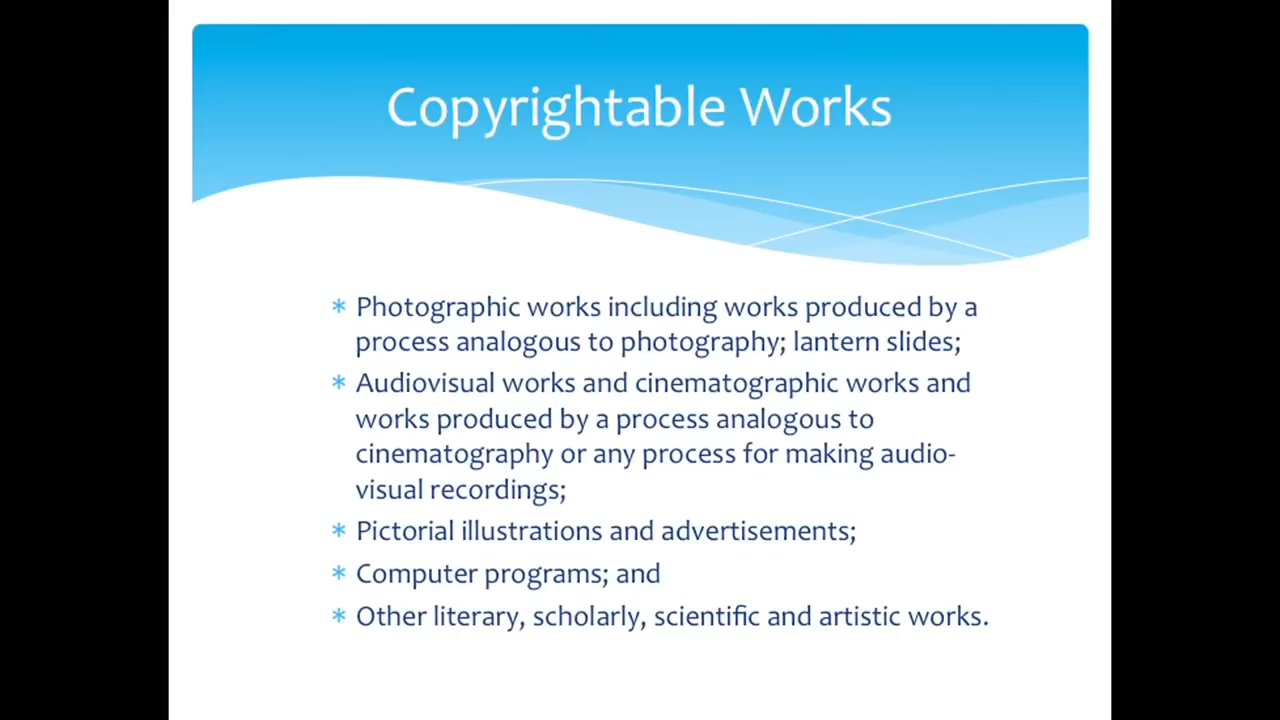 Copyrightable Works
* Photographic works including works produced by a
process analogous to photography; lantern slides;
* Audiovisual works and cinematographic works and
works produced by a process analogous to
cinematography or any process for making audio-
visual recordings;
* Pictorial illustrations and advertisements;
* Computer programs; and
* Other literary, scholarly, scientific and artistic works.